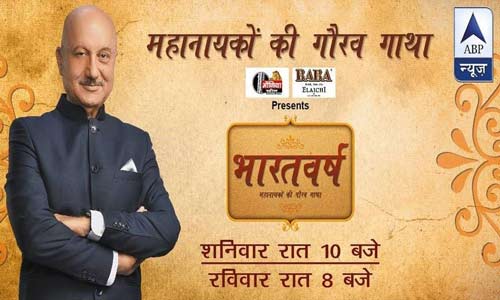 महानायकों की गौरव गाथा
ABP
न्यूज़
BABA
ELAICHI
Presents
भारतवर्ष
महानायकों की गौरव गाथा
शनिवार रात 10 बजे
रविवार रात 8 बजे